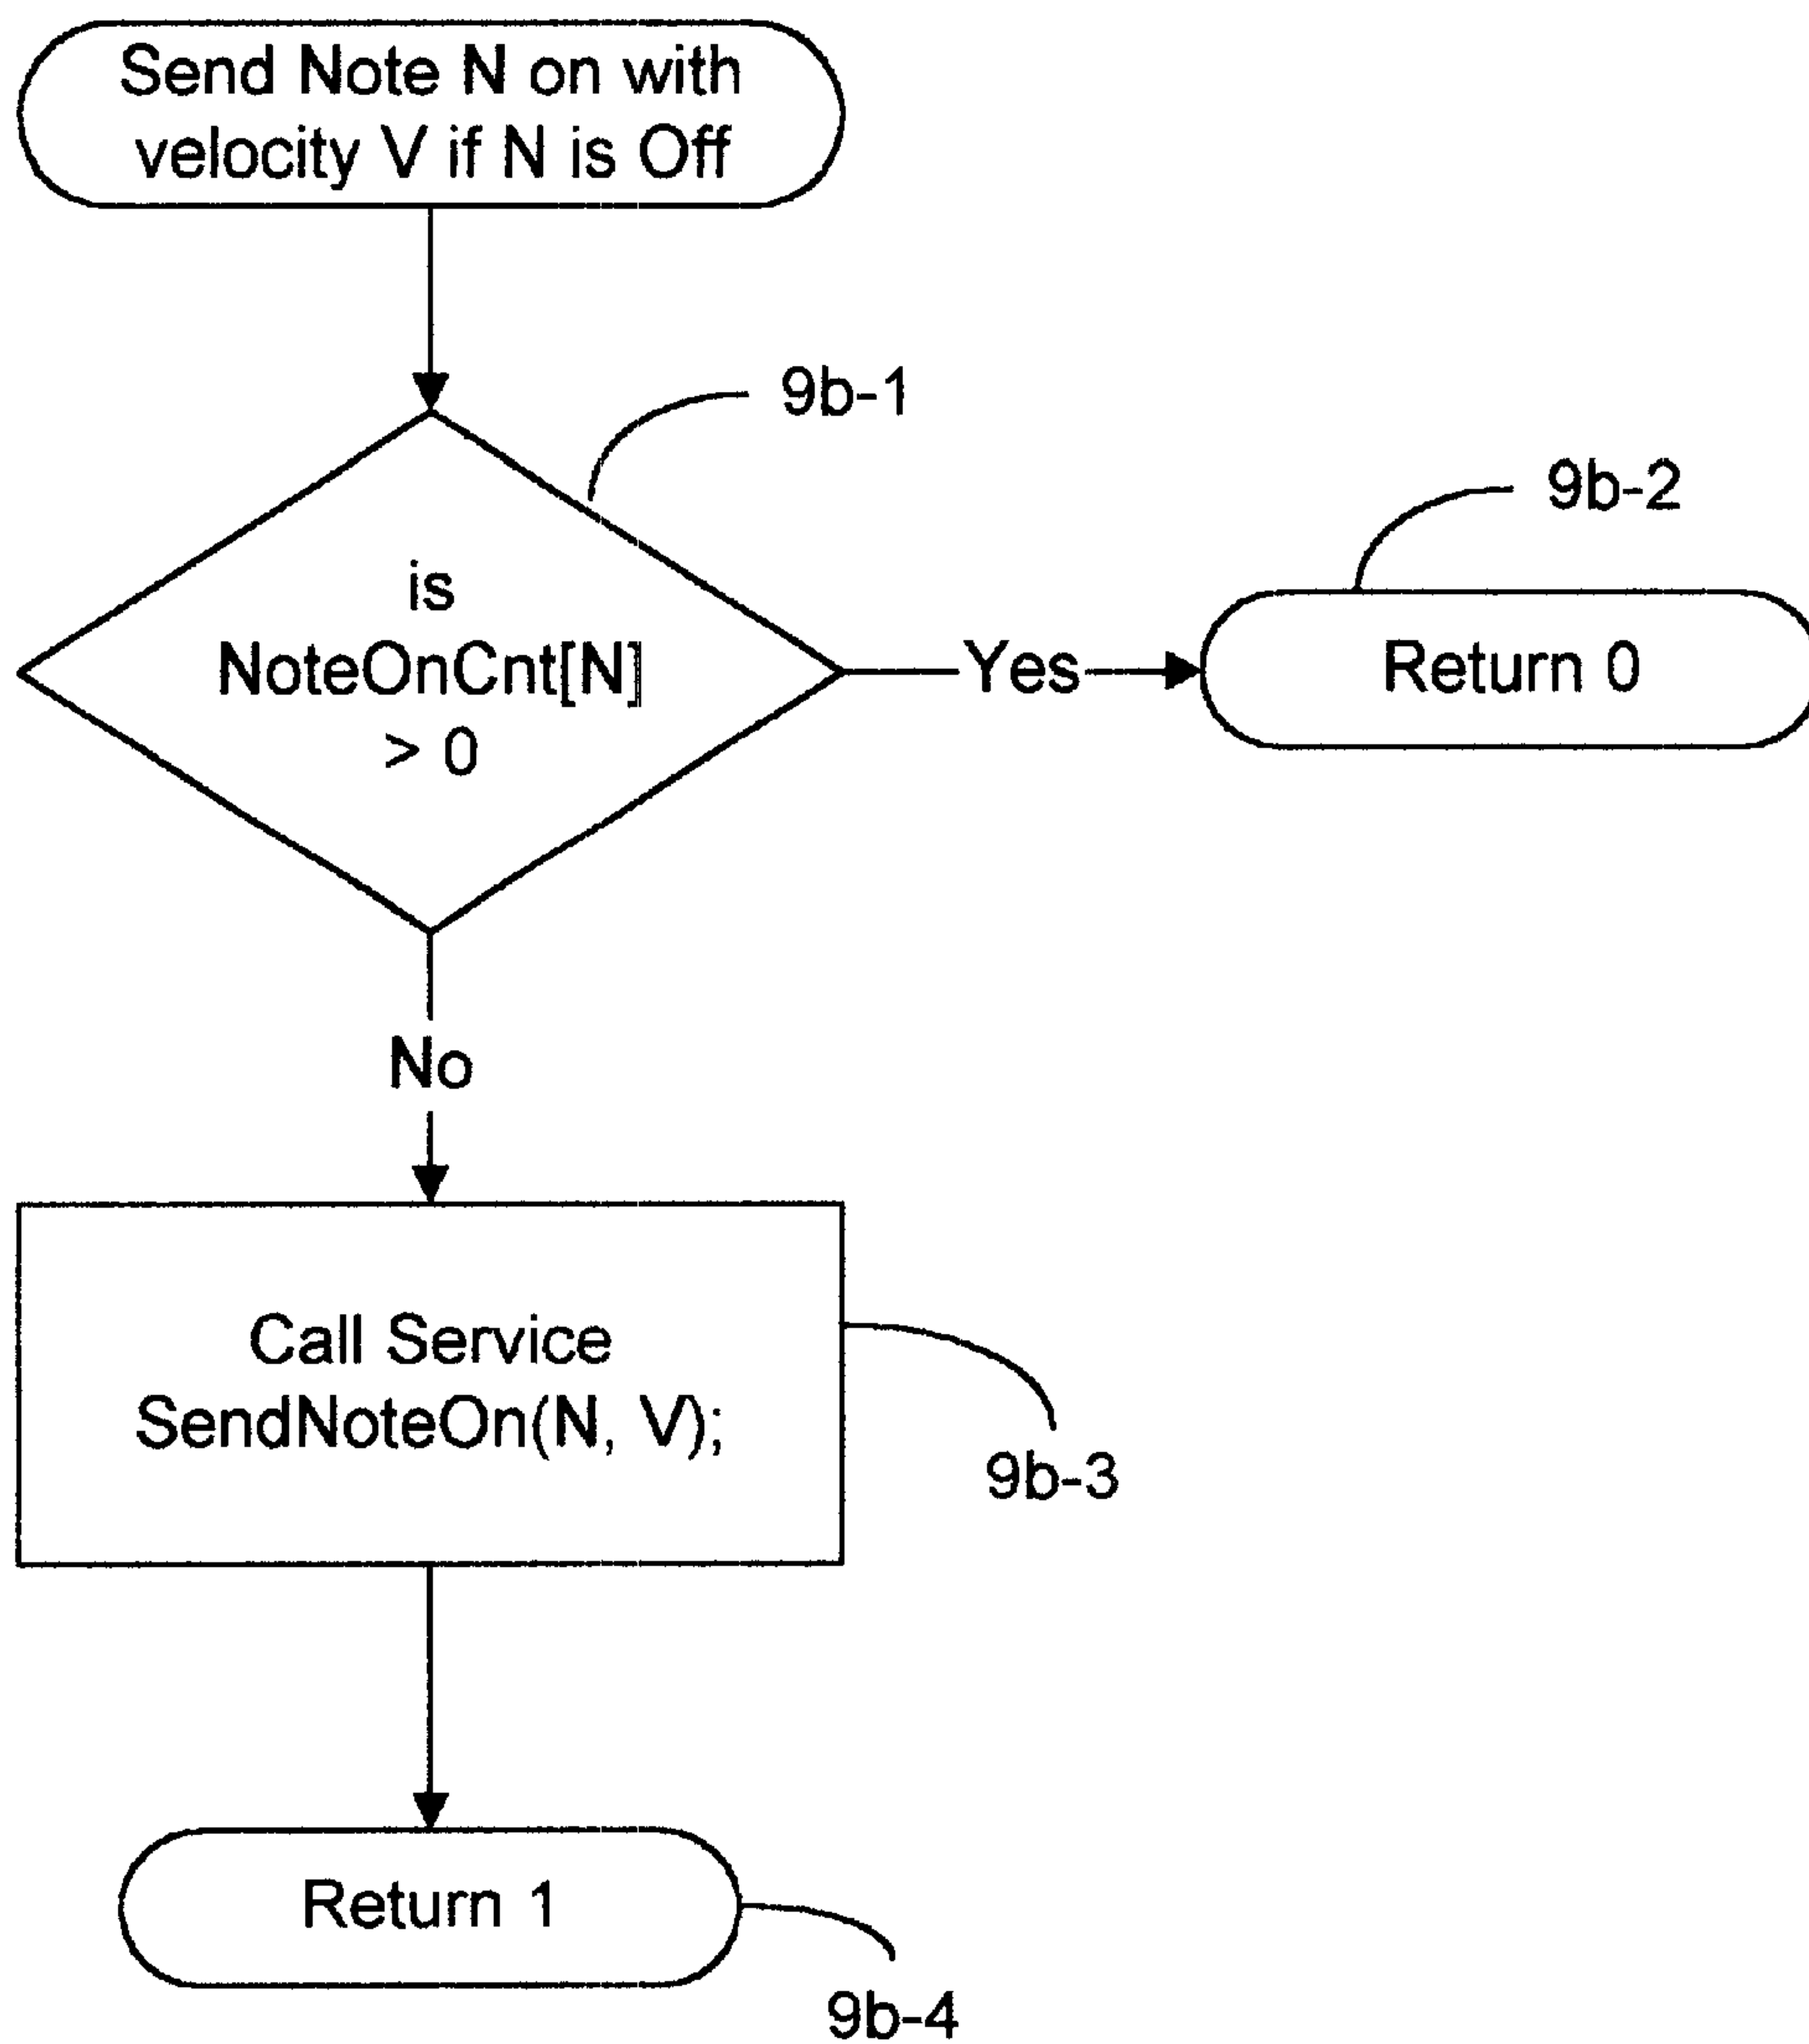 Send Note N on with
velocity V if N is Off
9b-1
is
NoteOnCnt[N]
> 0
Yes
9b-2
Return 0
No
Call Service
SendNoteOn(N, V);
9b-3
Return 1
9b-4